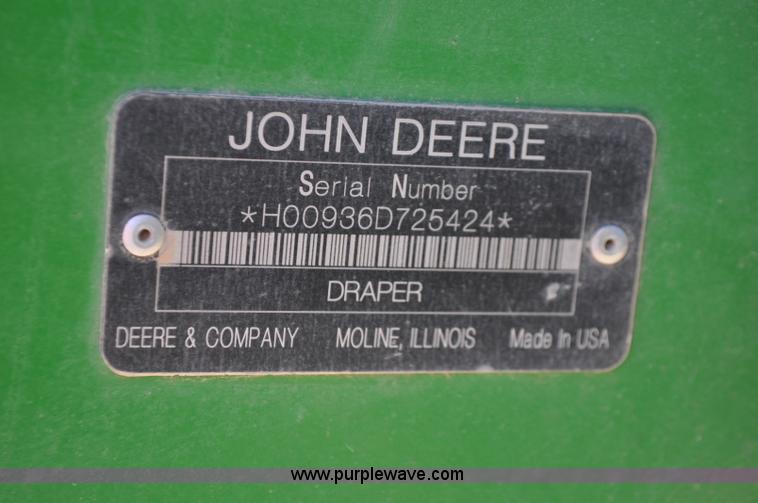 JOHN DEERE
Serial Number
*H00936D725424*
DRAPER
DEERE & COMPANY MOLINE, ILLINOIS Made In USA
www.purplewave.com